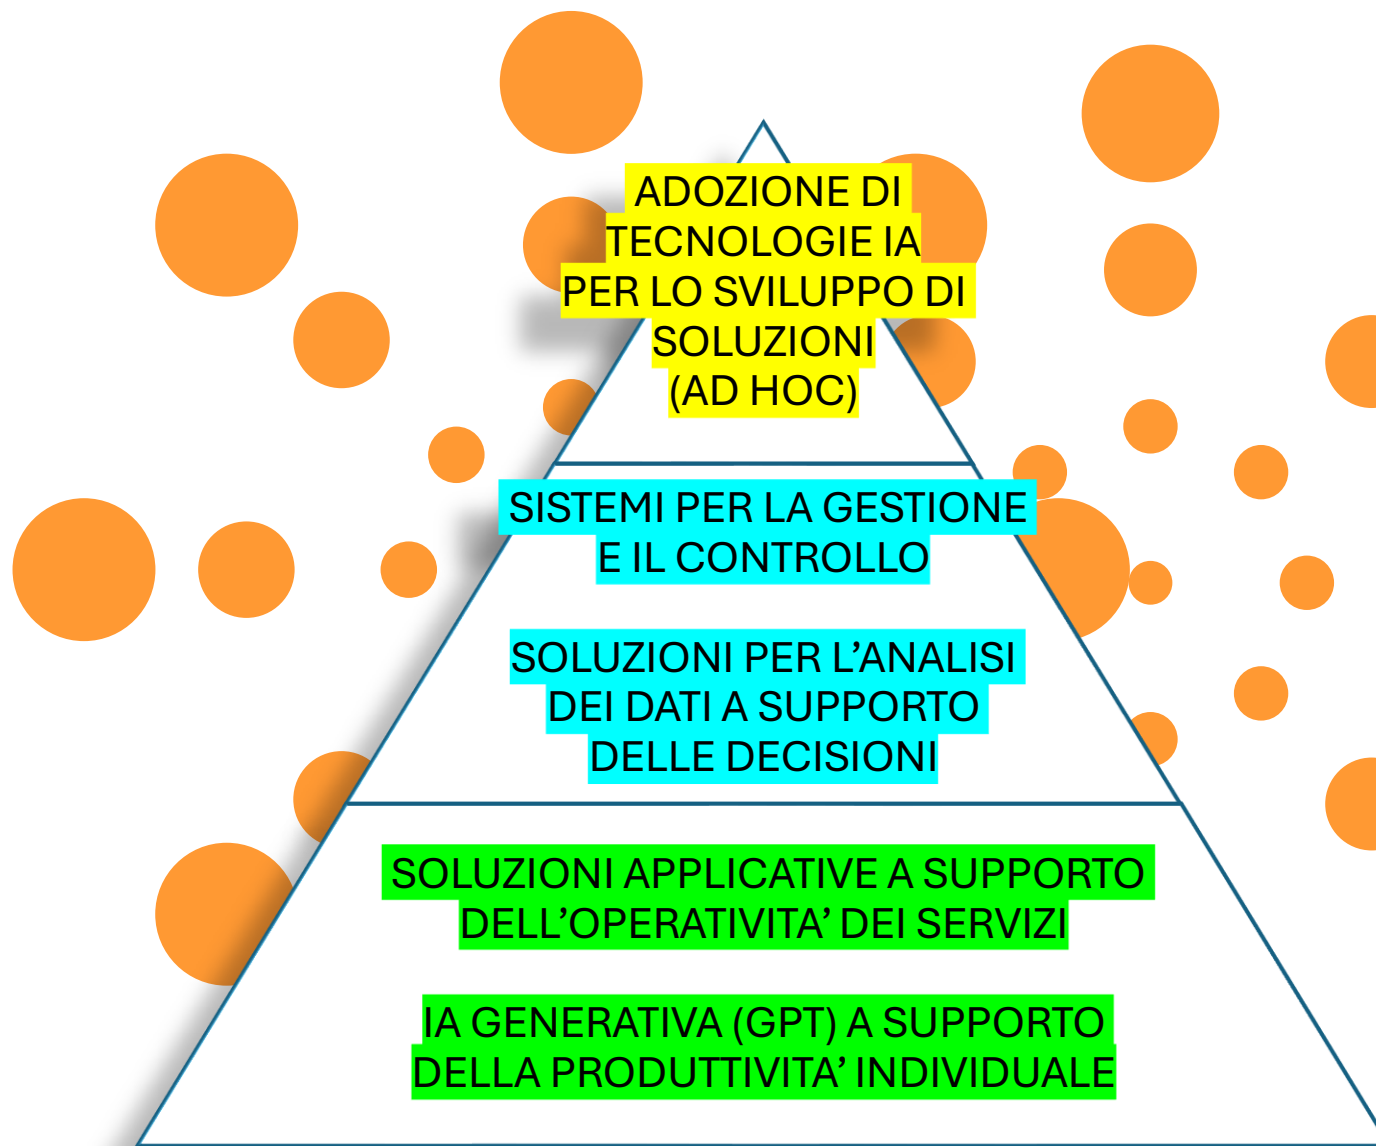 ADOZIONE DI
TECNOLOGIE IA
PER LO SVILUPPO DI
SOLUZIONI
(AD HOC)
SISTEMI PER LA GESTIONE
E IL CONTROLLO
SOLUZIONI PER L’ANALISI
DEI DATI A SUPPORTO
DELLE DECISIONI
SOLUZIONI APPLICATIVE A SUPPORTO
DELL’OPERATIVITA’ DEI SERVIZI
IA GENERATIVA (GPT) A SUPPORTO
DELLA PRODUTTIVITA’ INDIVIDUALE